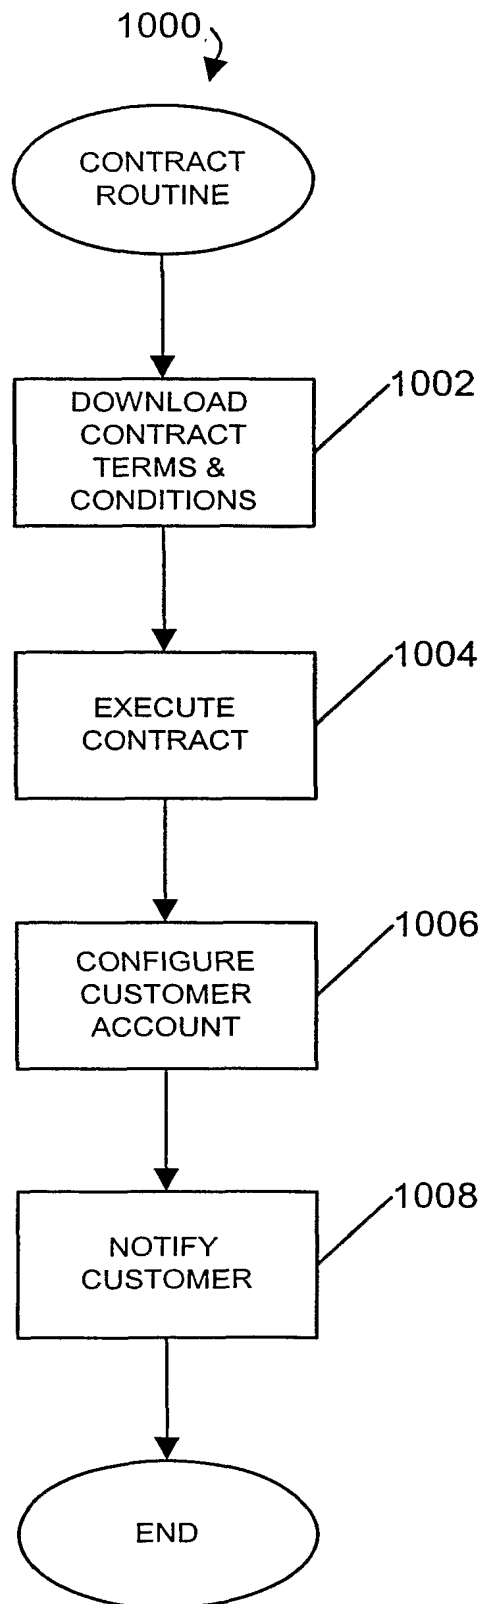 1000
CONTRACT
ROUTINE
1002
DOWNLOAD
CONTRACT
TERMS &
CONDITIONS
1004
EXECUTE
CONTRACT
1006
CONFIGURE
CUSTOMER
ACCOUNT
1008
NOTIFY
CUSTOMER
END